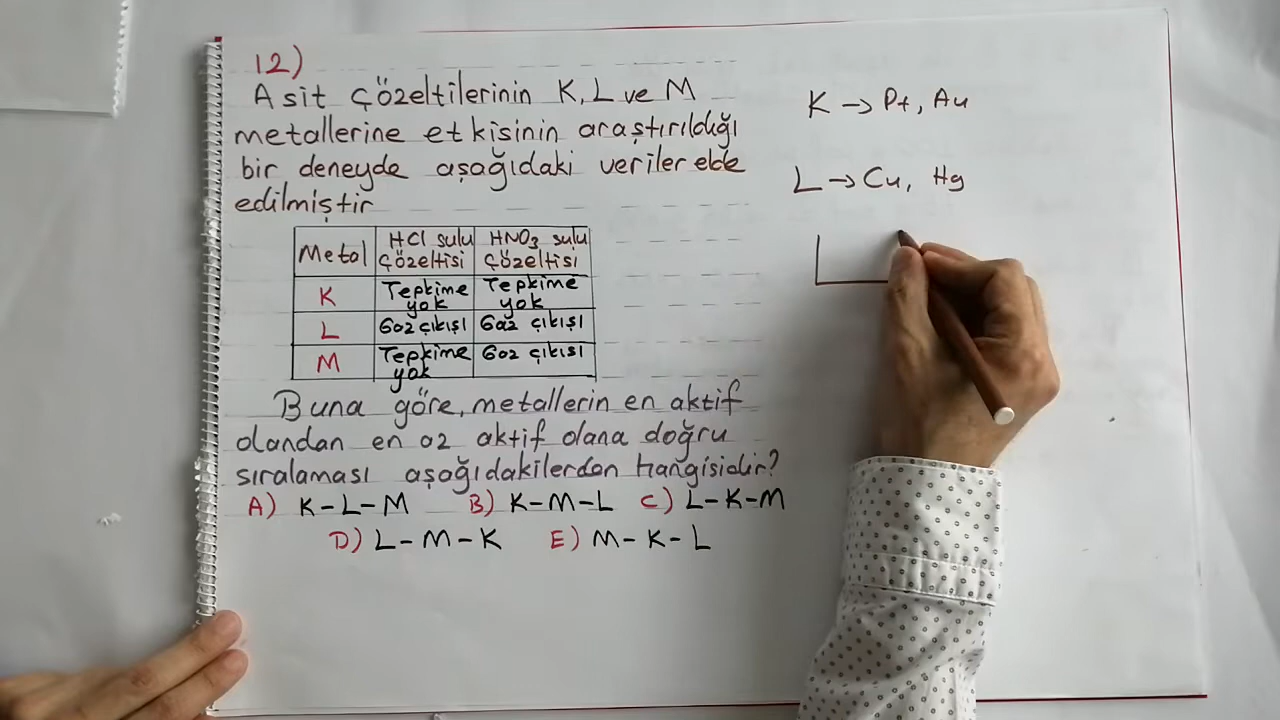 12)
Asit çözeltilerinin K, L ve M
metallerine etkisinin araştırıldığı
bir deneyde aşağıdaki veriler elde
edilmiştir
Metal HCl sulu çözeltisi HNO3 sulu çözeltisi
K Tepkime yok Tepkime yok
L Gaz çıkışı Gaz çıkışı
M Tepkime yok Gaz çıkısı
Buna göre, metallerin en aktif
olandan en az aktif olana doğru
sıralaması aşağıdakilerden hangisidir?
A) K-L-M B) K-M-L C) L-K-M
D) L-M-K E) M-K-L
K → Pt, Au
L → Cu, Hg